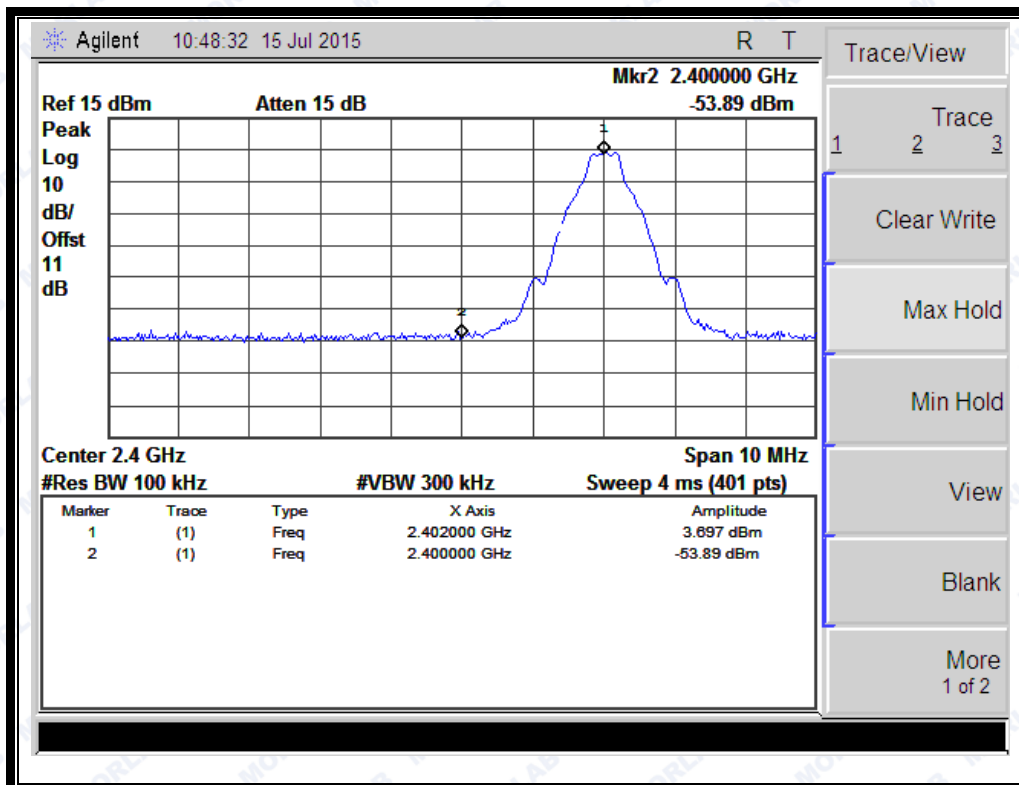 Agilent 10:48:32 15 Jul 2015 R T
Mkr2 2.400000 GHz
Ref 15 dBm Atten 15 dB -53.89 dBm
Peak
Log
10
dB/
Offst
11
dB
1
2
Center 2.4 GHz Span 10 MHz
#Res BW 100 kHz #VBW 300 kHz Sweep 4 ms (401 pts)
Marker Trace Type X Axis Amplitude
1 (1) Freq 2.402000 GHz 3.697 dBm
2 (1) Freq 2.400000 GHz -53.89 dBm
Trace/View
Trace
1 2 3
Clear Write
Max Hold
Min Hold
View
Blank
More
1 of 2